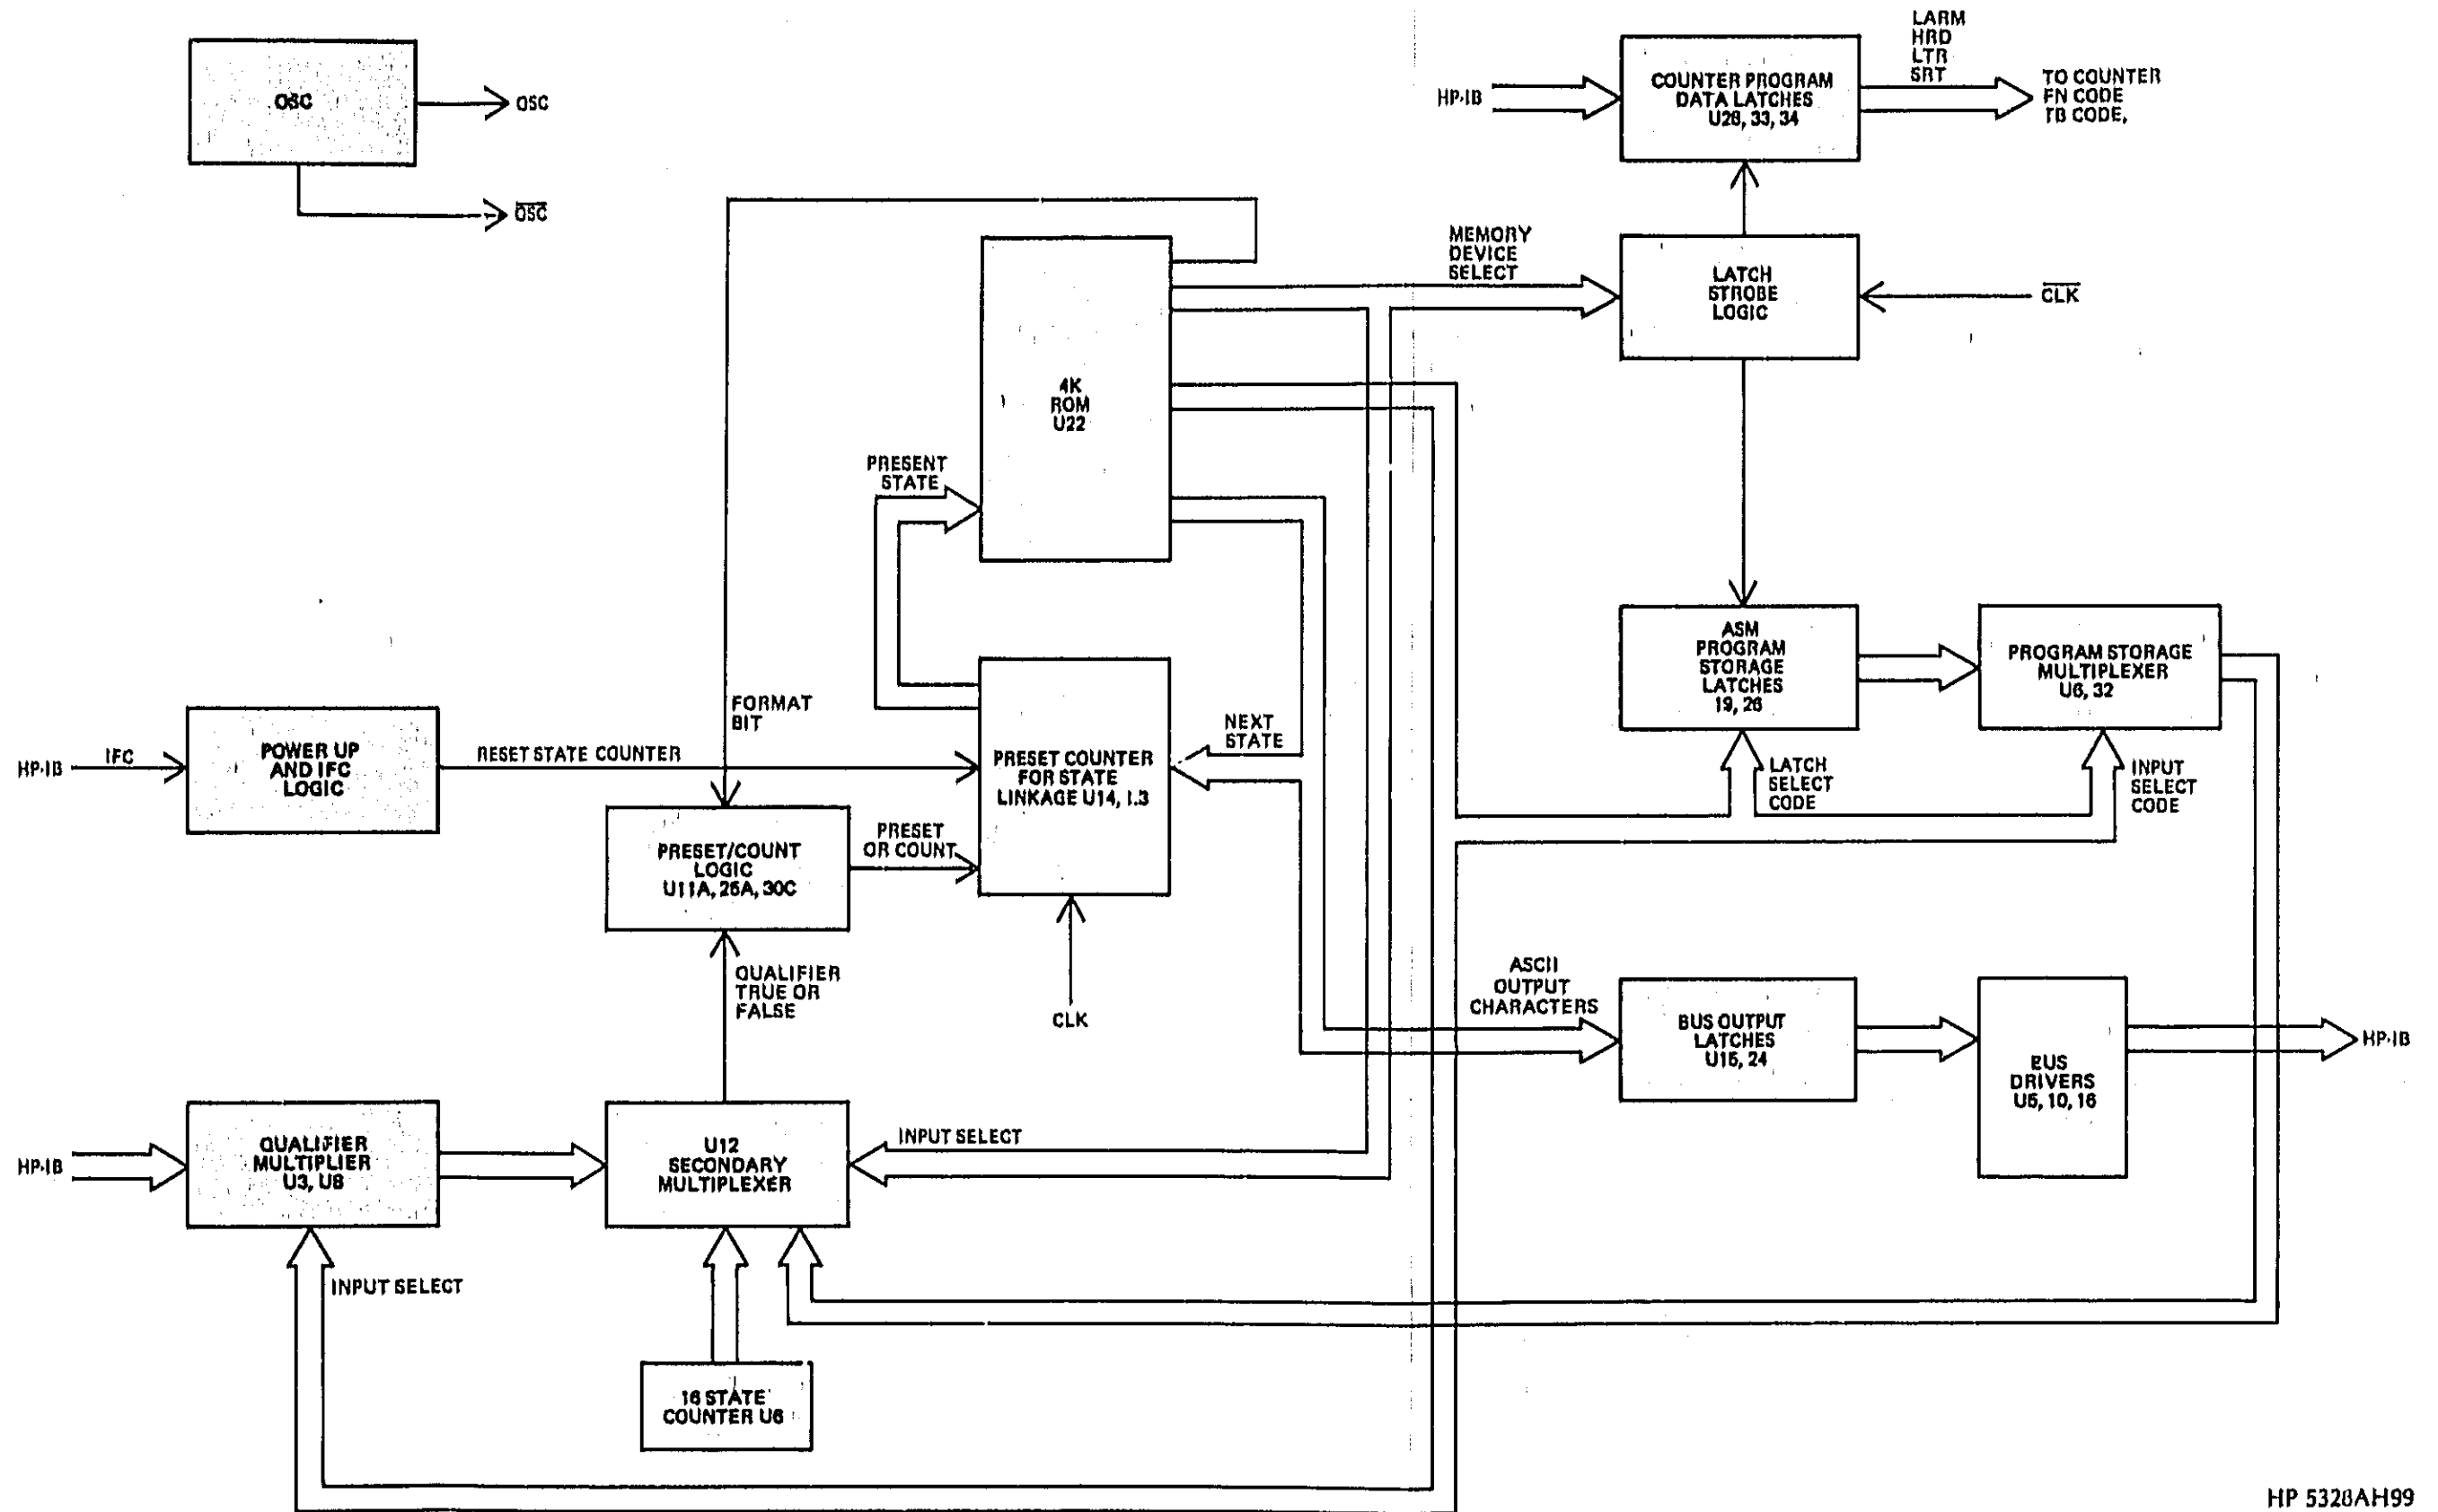 OSC
OSC
OSC
HP-IB
COUNTER PROGRAM
DATA LATCHES
U28, 33, 34
LARM
HRD
LTR
SRT
TO COUNTER
FN CODE
TB CODE,
MEMORY
DEVICE
SELECT
LATCH
STROBE
LOGIC
CLK
4K
ROM
U22
PRESENT
STATE
FORMAT
BIT
HP-IB
IFC
POWER UP
AND IFC
LOGIC
RESET STATE COUNTER
PRESET COUNTER
FOR STATE
LINKAGE U14,
NEXT
STATE
ASM
PROGRAM
STORAGE
LATCHES
19, 26
PROGRAM STORAGE
MULTIPLEXER
U6, 32
LATCH
SELECT
CODE
INPUT
SELECT
CODE
PRESET/COUNT
LOGIC
U11A, 25A, 30C
PRESET
OR COUNT
QUALIFIER
TRUE OR
FALSE
CLK
ASCII
OUTPUT
CHARACTERS
BUS OUTPUT
LATCHES
U15, 24
BUS
DRIVERS
U5, 10, 16
HP-IB
HP-IB
QUALIFIER
MULTIPLIER
U3, U8
U12
SECONDARY
MULTIPLEXER
INPUT SELECT
INPUT SELECT
16 STATE
COUNTER U6
HP 5328AH99